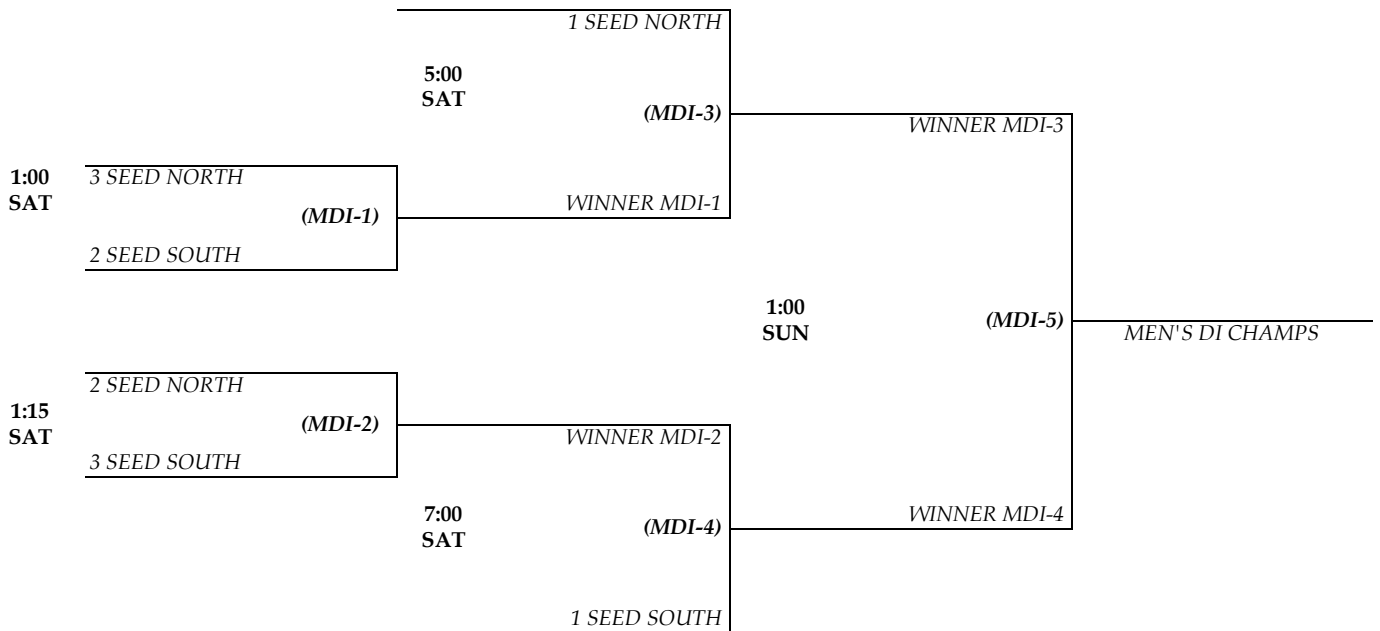 1 SEED NORTH
5:00
SAT
(MDI-3)
WINNER MDI-3
1:00
SAT
3 SEED NORTH
(MDI-1)
WINNER MDI-1
2 SEED SOUTH
1:00
SUN
(MDI-5)
MEN'S DI CHAMPS
2 SEED NORTH
1:15
SAT
(MDI-2)
WINNER MDI-2
3 SEED SOUTH
7:00
SAT
(MDI-4)
WINNER MDI-4
1 SEED SOUTH